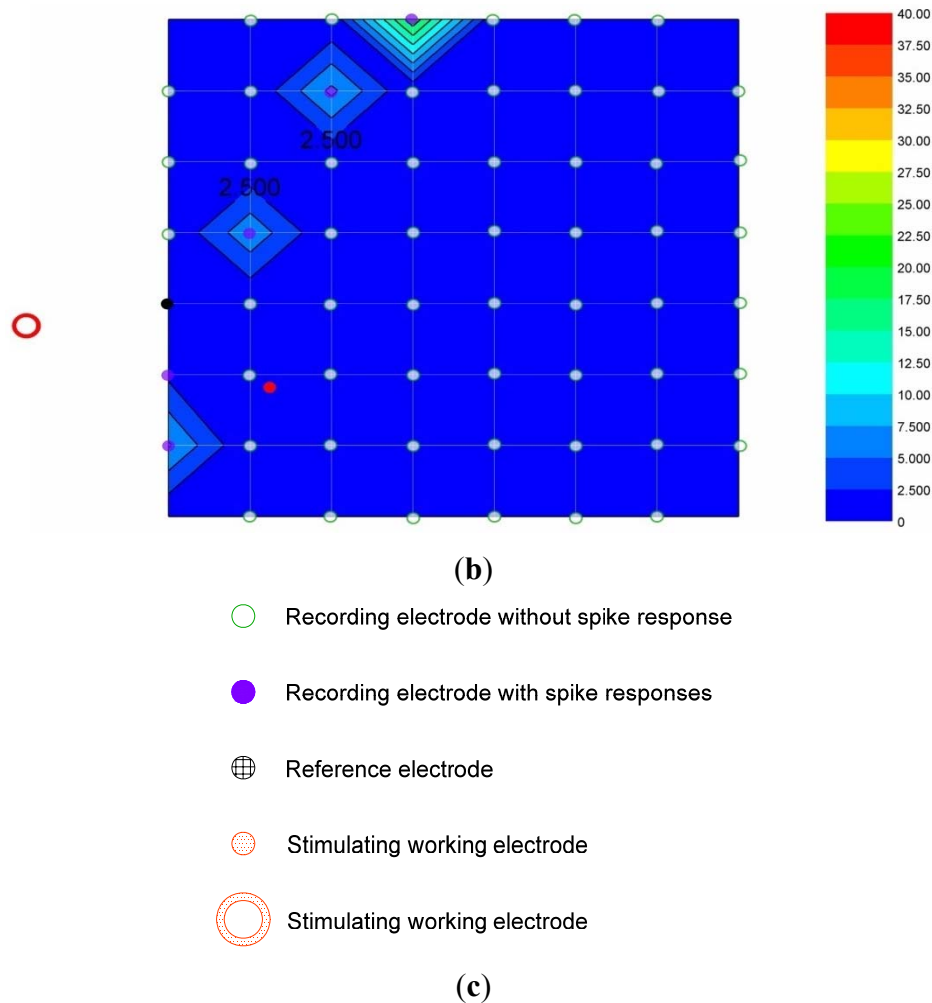 40.00
37.50
35.00
32.50
30.00
27.50
25.00
22.50
20.00
17.50
15.00
12.50
10.00
7.500
5.000
2.500
0
2.500
2.500
(b)
Recording electrode without spike response
Recording electrode with spike responses
Reference electrode
Stimulating working electrode
Stimulating working electrode
(c)